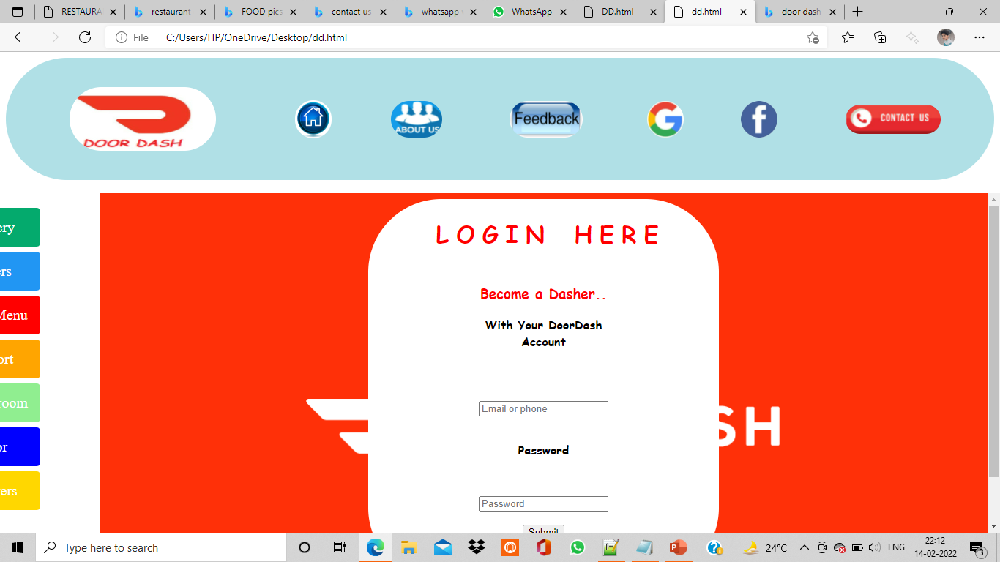 RESTAURA
restaurant
FOOD pics
contact us
whatsapp
WhatsApp
DD.html
dd.html
door dash
File
C:/Users/HP/OneDrive/Desktop/dd.html
DOOR DASH
ABOUT US
Feedback
G
f
CONTACT US
LOGIN HERE
Become a Dasher..
With Your DoorDash
Account
Email or phone
Password
Password
Submit
ery
ers
Menu
ort
room
or
ers
SH
Type here to search
24°C
ENG
22:12
14-02-2022
3